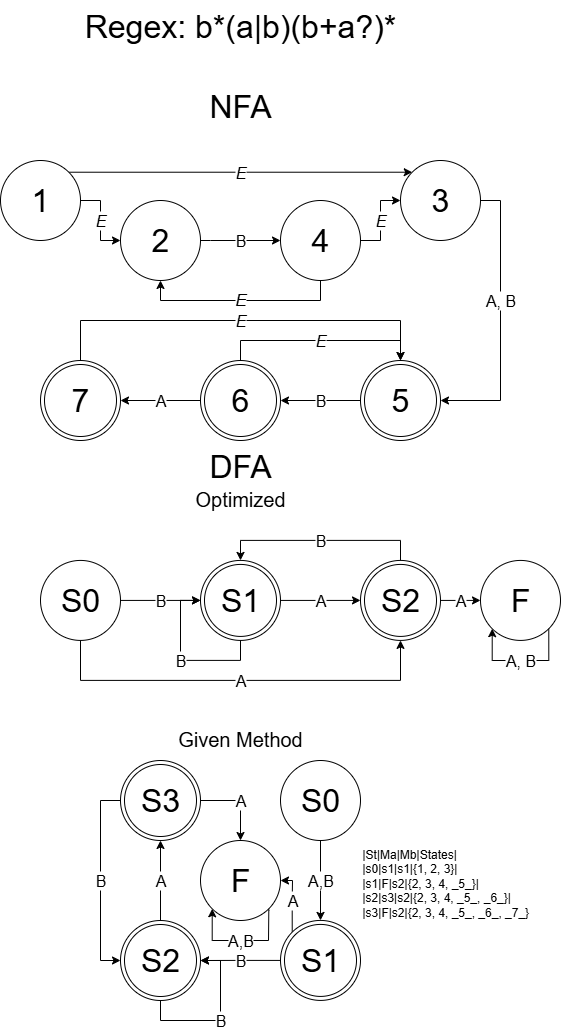 Regex: b*(a|b)(b+a?)*
NFA
E
1
3
E
E
2
B
4
E
A, B
E
E
7
A
6
B
5
DFA
Optimized
B
S0
B
S1
A
S2
A
F
B
A, B
A
Given Method
S3
A
S0
B
A
F
A,B
A
A,B
S2
B
S1
B
|St|Ma|Mb|States|
|s0|s1|s1|{1, 2, 3}|
|s1|F|s2|{2, 3, 4, _5_}|
|s2|s3|s2|{2, 3, 4, _5_, _6_}|
|s3|F|s2|{2, 3, 4, _5_, _6_, _7_}